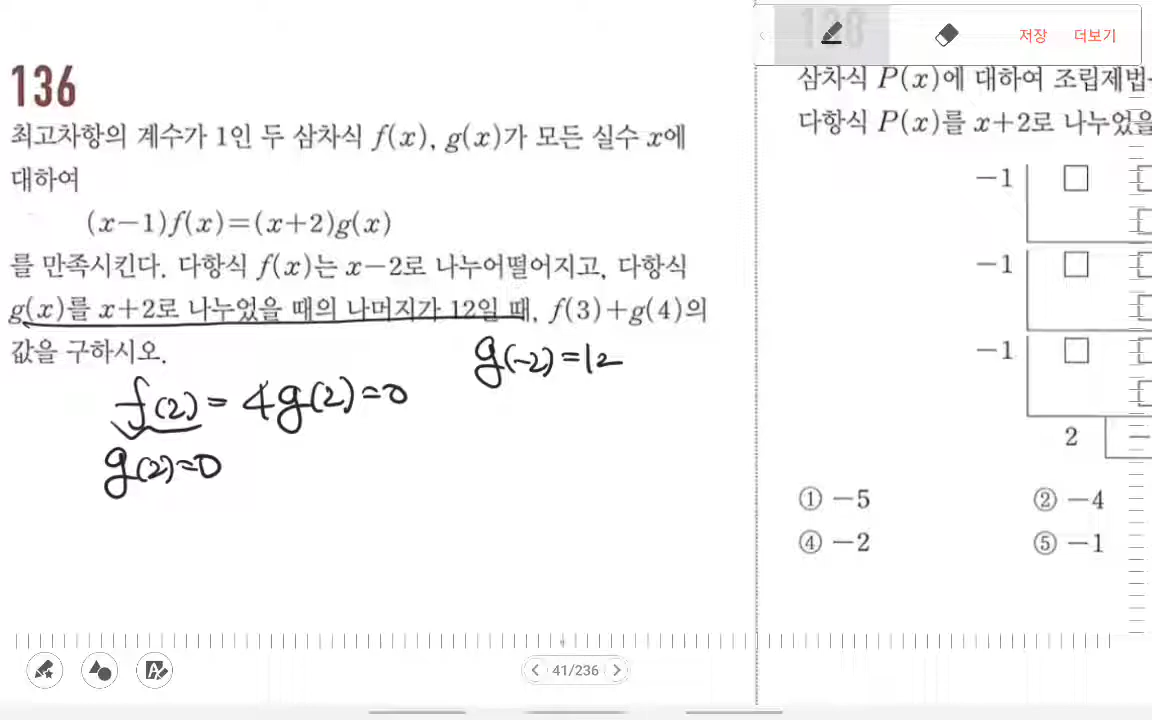 136
최고차항의 계수가 1인 두 삼차식 f(x), g(x)가 모든 실수 x에
대하여
(x-1)f(x)=(x+2)g(x)
를 만족시킨다. 다항식 f(x)는 x-2로 나누어떨어지고, 다항식
g(x)를 x+2로 나누었을 때의 나머지가 12일 때, f(3)+g(4)의
값을 구하시오.
g(-2)=12
f(2)=4g(2)=0
g(2)=0
138
저장 더보기
삼차식 P(x)에 대하여 조립제법
다항식 P(x)를 x+2로 나누었을
-1 □
-1 □
-1 □
2 -
① -5 ② -4
④ -2 ⑤ -1
41/236